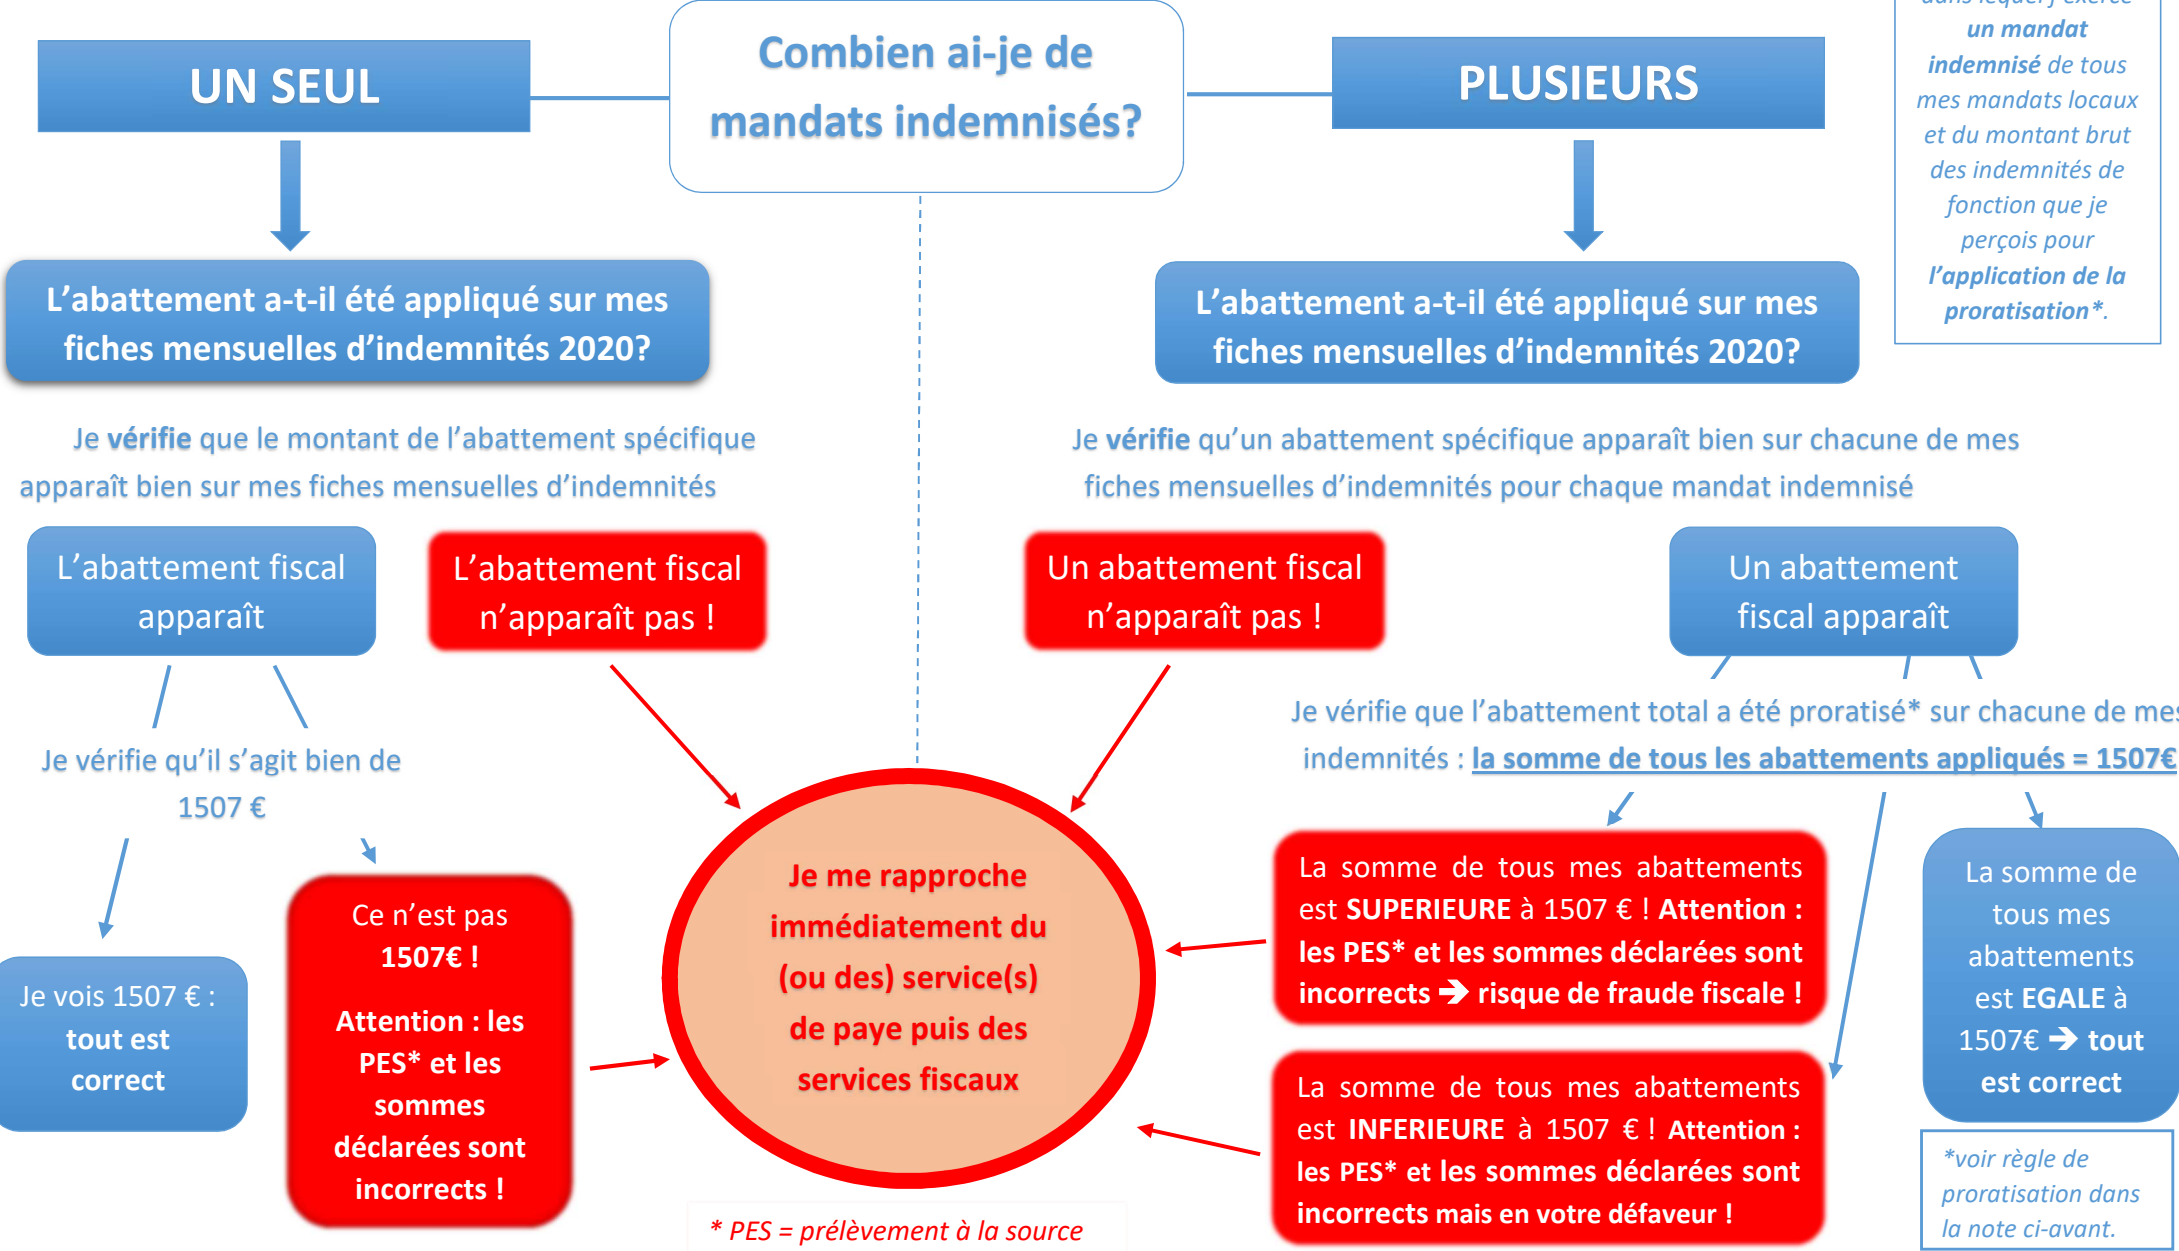 Combien ai-je de
mandats indemnisés?
UN SEUL
PLUSIEURS
un mandat
indemnisé de tous
mes mandats locaux
et du montant brut
des indemnités de
fonction que je
perçois pour
l’application de la
proratisation*.
L’abattement a-t-il été appliqué sur mes
fiches mensuelles d’indemnités 2020?
L’abattement a-t-il été appliqué sur mes
fiches mensuelles d’indemnités 2020?
Je vérifie que le montant de l’abattement spécifique
apparaît bien sur mes fiches mensuelles d’indemnités
Je vérifie qu’un abattement spécifique apparaît bien sur chacune de mes
fiches mensuelles d’indemnités pour chaque mandat indemnisé
L’abattement fiscal
apparaît
L’abattement fiscal
n’apparaît pas !
Un abattement fiscal
n’apparaît pas !
Un abattement
fiscal apparaît
Je vérifie qu’il s’agit bien de
1507 €
Je vérifie que l’abattement total a été proratisé* sur chacune de mes
indemnités : la somme de tous les abattements appliqués = 1507€
Je vois 1507 € :
tout est
correct
Ce n’est pas
1507€ !
Attention : les
PES* et les
sommes
déclarées sont
incorrects !
Je me rapproche
immédiatement du
(ou des) service(s)
de paye puis des
services fiscaux
La somme de tous mes abattements
est SUPERIEURE à 1507 € ! Attention :
les PES* et les sommes déclarées sont
incorrects ➔ risque de fraude fiscale !
La somme de tous mes abattements
est INFERIEURE à 1507 € ! Attention :
les PES* et les sommes déclarées sont
incorrects mais en votre défaveur !
La somme de
tous mes
abattements
est EGALE à
1507€ ➔ tout
est correct
* PES = prélèvement à la source
*voir règle de
proratisation dans
la note ci-avant.